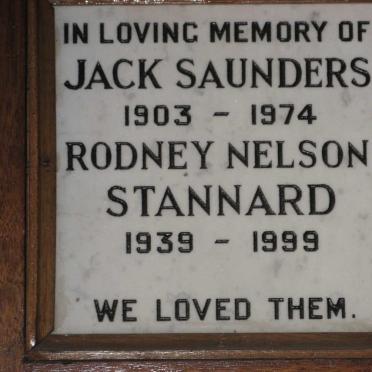 IN LOVING MEMORY OF
JACK SAUNDERS
1903 - 1974
RODNEY NELSON
STANNARD
1939 - 1999
WE LOVED THEM.